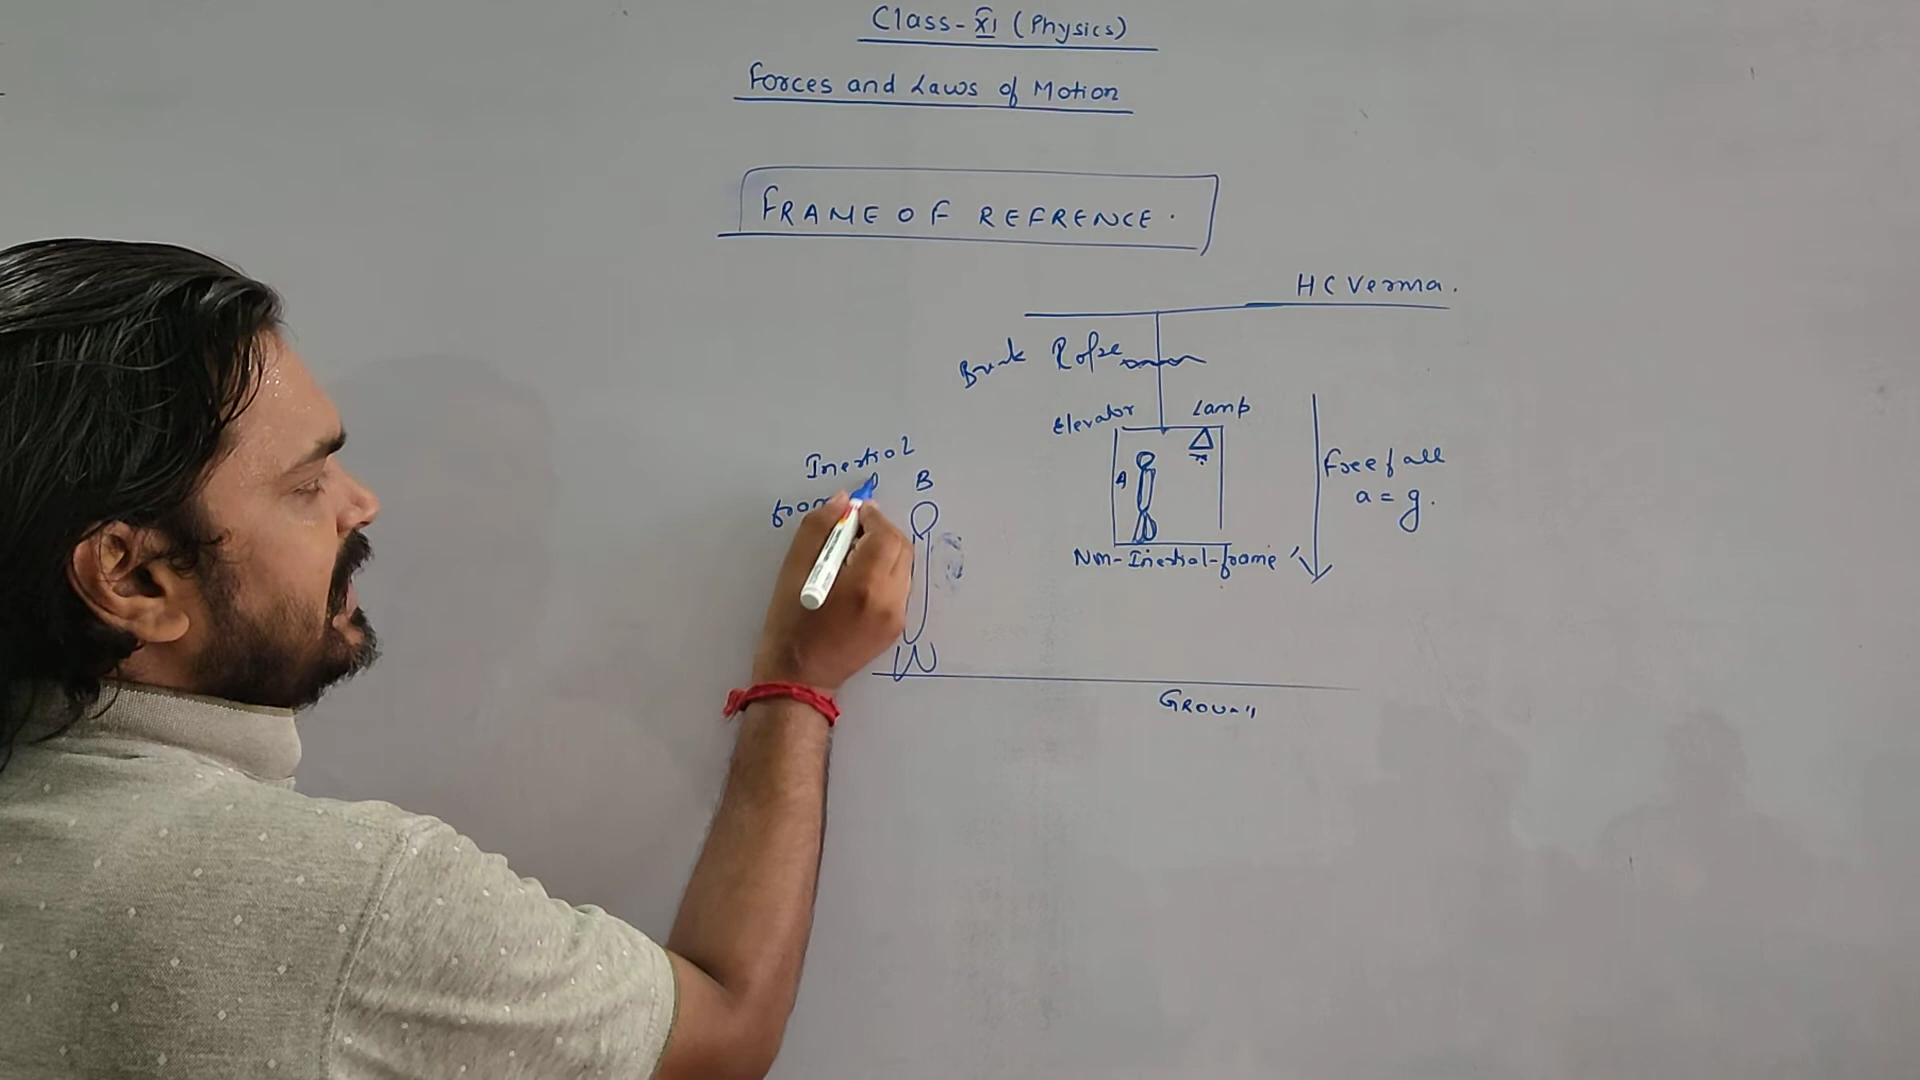 Class-XI (Physics)
Forces and Laws of Motion
FRAME OF REFRENCE.
HC Verma.
Break Rope
Elevator
Lamp
Inertial
B
A
Free fall
a = g.
Non-Inertial-frame